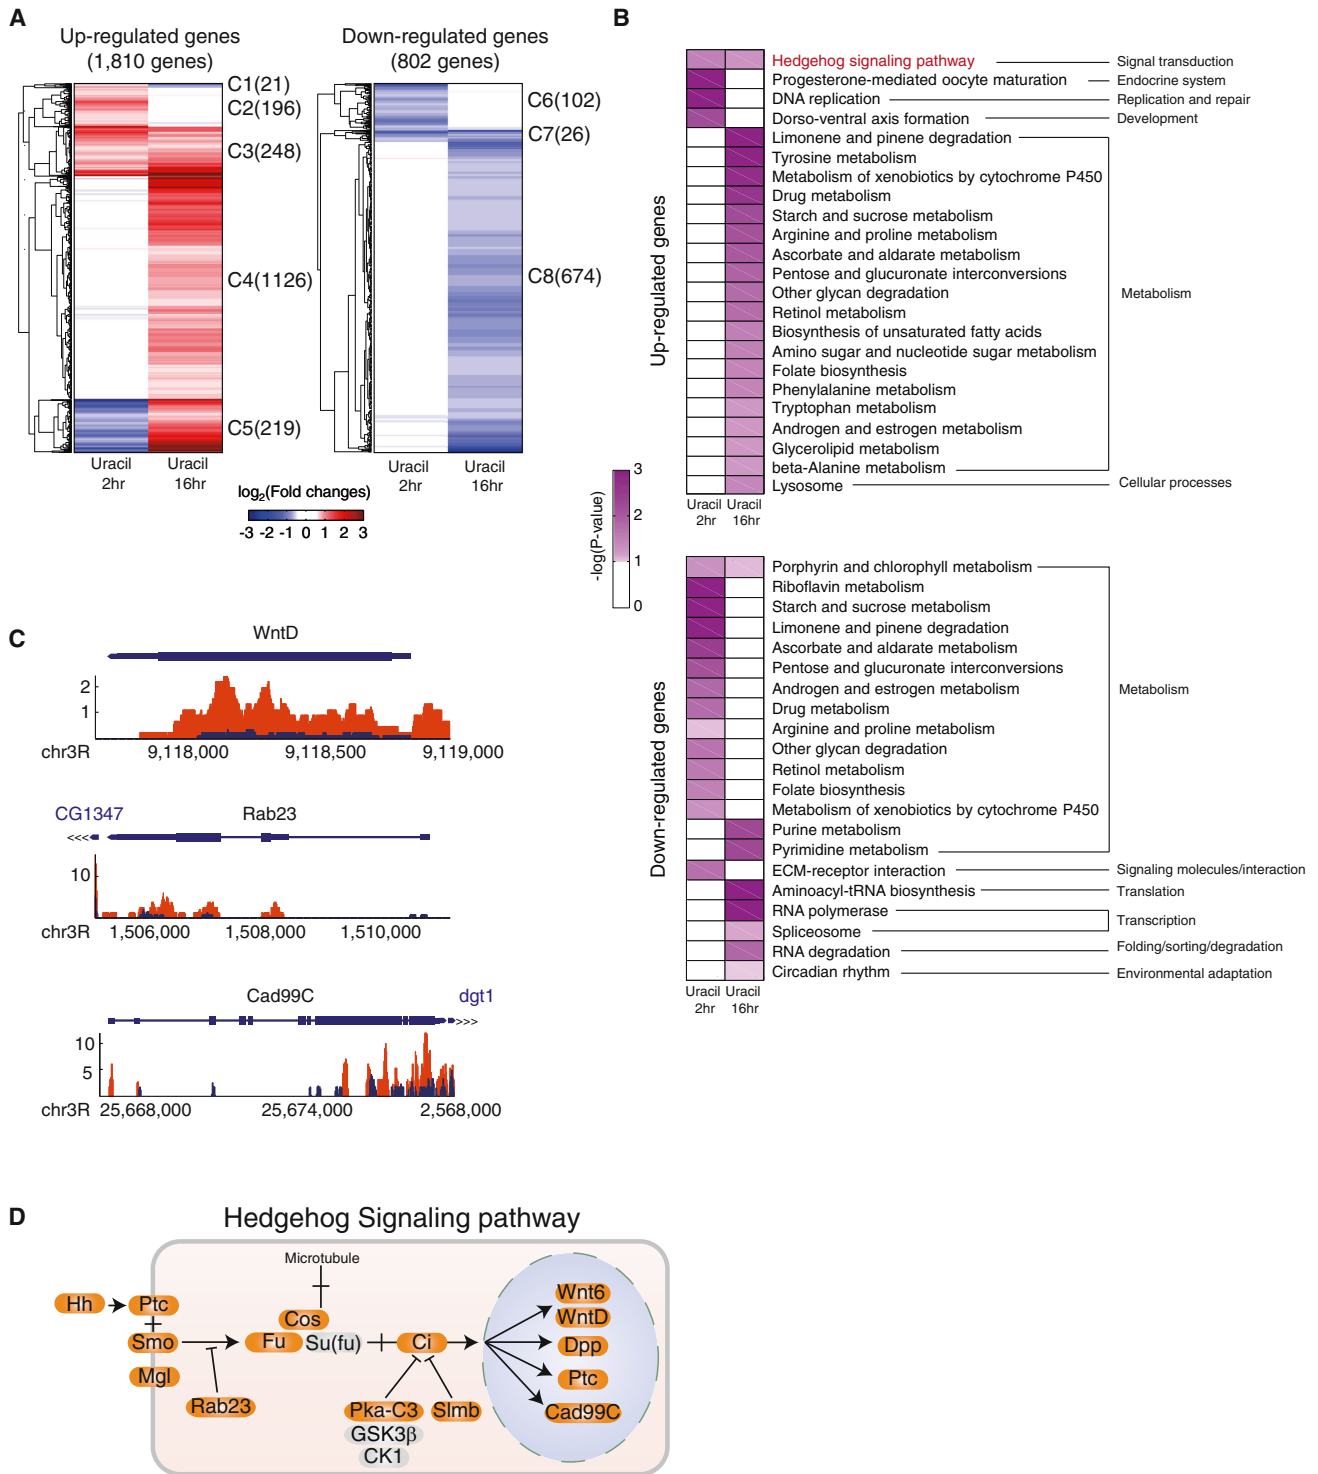 A
Up-regulated genes
(1,810 genes)
Down-regulated genes
(802 genes)
C1(21)
C2(196)
C3(248)
C4(1126)
C5(219)
C6(102)
C7(26)
C8(674)
Uracil
2hr
Uracil
16hr
Uracil
2hr
Uracil
16hr
log2(Fold changes)
-3 -2 -1 0 1 2 3
B
Up-regulated genes
Hedgehog signaling pathway
Progesterone-mediated oocyte maturation
DNA replication
Dorso-ventral axis formation
Limonene and pinene degradation
Tyrosine metabolism
Metabolism of xenobiotics by cytochrome P450
Drug metabolism
Starch and sucrose metabolism
Arginine and proline metabolism
Ascorbate and aldarate metabolism
Pentose and glucuronate interconversions
Other glycan degradation
Retinol metabolism
Biosynthesis of unsaturated fatty acids
Amino sugar and nucleotide sugar metabolism
Folate biosynthesis
Phenylalanine metabolism
Tryptophan metabolism
Androgen and estrogen metabolism
Glycerolipid metabolism
beta-Alanine metabolism
Lysosome
Signal transduction
Endocrine system
Replication and repair
Development
Metabolism
Cellular processes
Uracil
2hr
Uracil
16hr
-log(P-value)
3
2
1
0
Down-regulated genes
Porphyrin and chlorophyll metabolism
Riboflavin metabolism
Starch and sucrose metabolism
Limonene and pinene degradation
Ascorbate and aldarate metabolism
Pentose and glucuronate interconversions
Androgen and estrogen metabolism
Drug metabolism
Arginine and proline metabolism
Other glycan degradation
Retinol metabolism
Folate biosynthesis
Metabolism of xenobiotics by cytochrome P450
Purine metabolism
Pyrimidine metabolism
ECM-receptor interaction
Aminoacyl-tRNA biosynthesis
RNA polymerase
Spliceosome
RNA degradation
Circadian rhythm
Metabolism
Signaling molecules/interaction
Translation
Transcription
Folding/sorting/degradation
Environmental adaptation
Uracil
2hr
Uracil
16hr
C
WntD
2
1
chr3R
9,118,000 9,118,500 9,119,000
CG1347
Rab23
<<<
10
chr3R
1,506,000 1,508,000 1,510,000
Cad99C
dgt1
>>>
10
5
chr3R
25,668,000 25,674,000 2,568,000
D
Hedgehog Signaling pathway
Microtubule
Hh
Ptc
Smo
Mgl
Rab23
Cos
Fu
Su(fu)
Ci
Pka-C3
GSK3β
CK1
Slmb
Wnt6
WntD
Dpp
Ptc
Cad99C